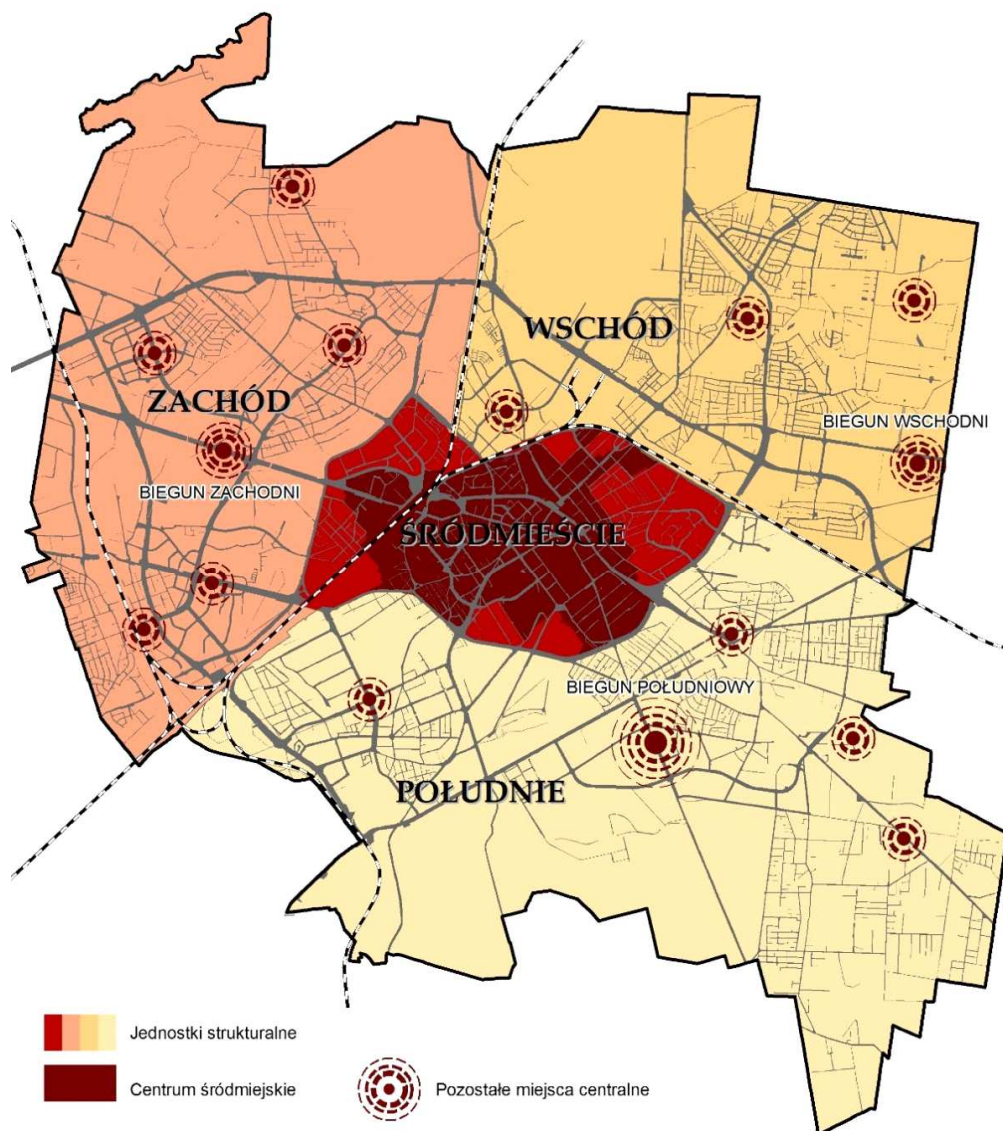 WSCHÓD
ZACHÓD
BIEGUN WSCHODNI
BIEGUN ZACHODNI
ŚRÓDMIEŚCIE
BIEGUN POŁUDNIOWY
POŁUDNIE
Jednostki strukturalne
Centrum śródmiejskie
Pozostałe miejsca centralne